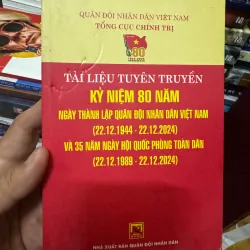 QUÂN ĐỘI NHÂN DÂN VIỆT NAM
TỔNG CỤC CHÍNH TRỊ
80
TÀI LIỆU TUYÊN TRUYỀN
KỶ NIỆM 80 NĂM
NGÀY THÀNH LẬP QUÂN ĐỘI NHÂN DÂN VIỆT NAM
(22.12.1944 - 22.12.2024)
VÀ 35 NĂM NGÀY HỘI QUỐC PHÒNG TOÀN DÂN
(22.12.1989 - 22.12.2024)
NHÀ XUẤT BẢN QUÂN ĐỘI NHÂN DÂN